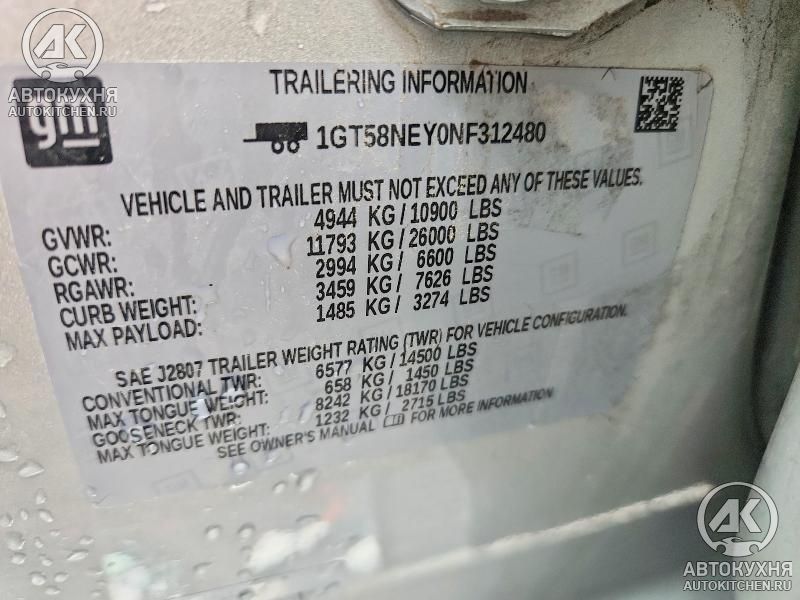 АВТОКУХНЯ
AUTOKITCHEN.RU
АВТОКУХНЯ
AUTOKITCHEN.RU
gm
TRAILERING INFORMATION
1GT58NEY0NF312480
VEHICLE AND TRAILER MUST NOT EXCEED ANY OF THESE VALUES.
GVWR: 4944 KG/10900 LBS
GCWR: 11793 KG/26000 LBS
RGAWR: 2994 KG/ 6600 LBS
CURB WEIGHT: 3459 KG/ 7626 LBS
MAX PAYLOAD: 1485 KG/ 3274 LBS
SAE J2807 TRAILER WEIGHT RATING (TWR) FOR VEHICLE CONFIGURATION.
CONVENTIONAL TWR: 6577 KG/14500 LBS
MAX TONGUE WEIGHT: 658 KG/ 1450 LBS
GOOSENECK TWR: 8242 KG/18170 LBS
MAX TONGUE WEIGHT: 1232 KG/ 2715 LBS
SEE OWNER'S MANUAL FOR MORE INFORMATION
АК
АВТОКУХНЯ
AUTOKITCHEN.RU